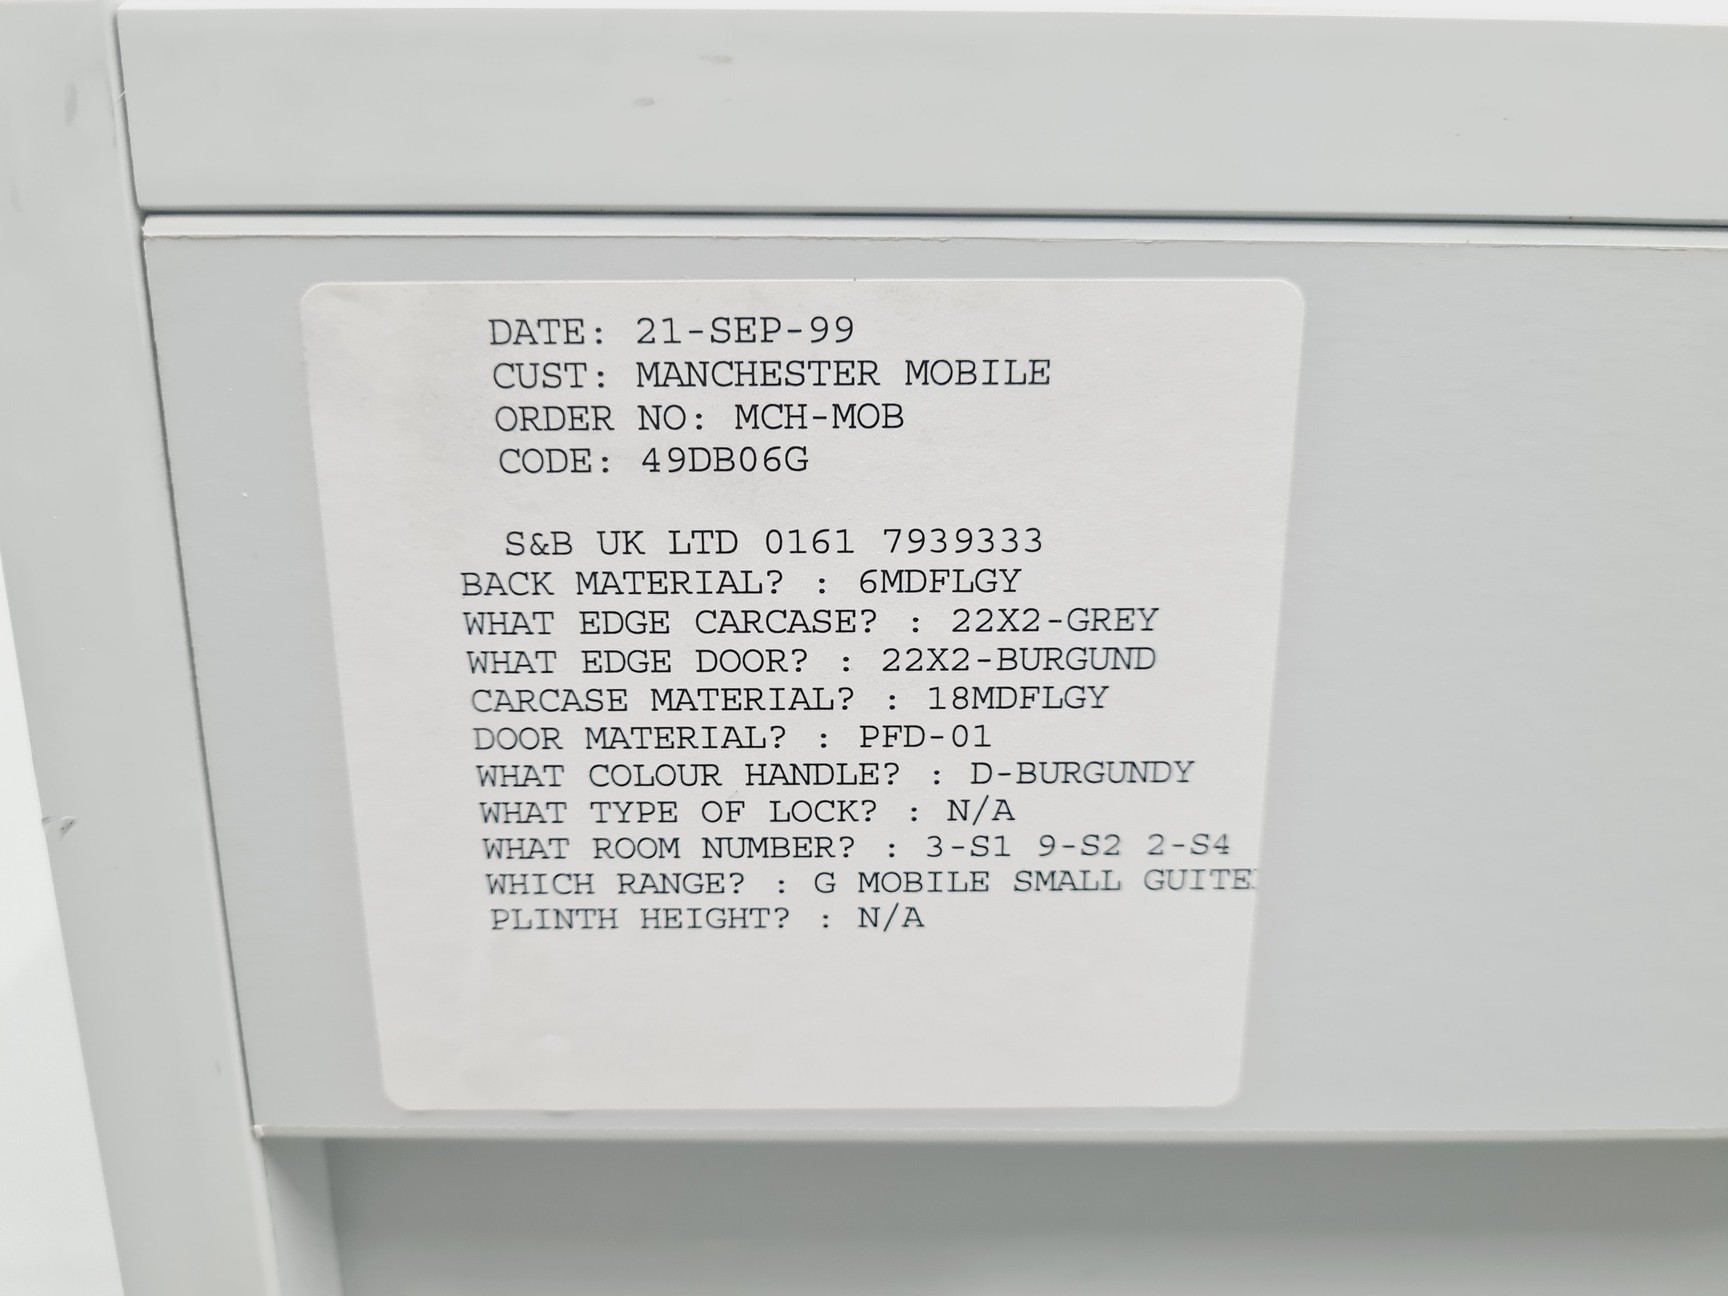 DATE: 21-SEP-99
CUST: MANCHESTER MOBILE
ORDER NO: MCH-MOB
CODE: 49DB06G
S&B UK LTD 0161 7939333
BACK MATERIAL? : 6MDFLGY
WHAT EDGE CARCASE? : 22X2-GREY
WHAT EDGE DOOR? : 22X2-BURGUND
CARCASE MATERIAL? : 18MDFLGY
DOOR MATERIAL? : PFD-01
WHAT COLOUR HANDLE? : D-BURGUNDY
WHAT TYPE OF LOCK? : N/A
WHAT ROOM NUMBER? : 3-S1 9-S2 2-S4
WHICH RANGE? : G MOBILE SMALL GUITE
PLINTH HEIGHT? : N/A